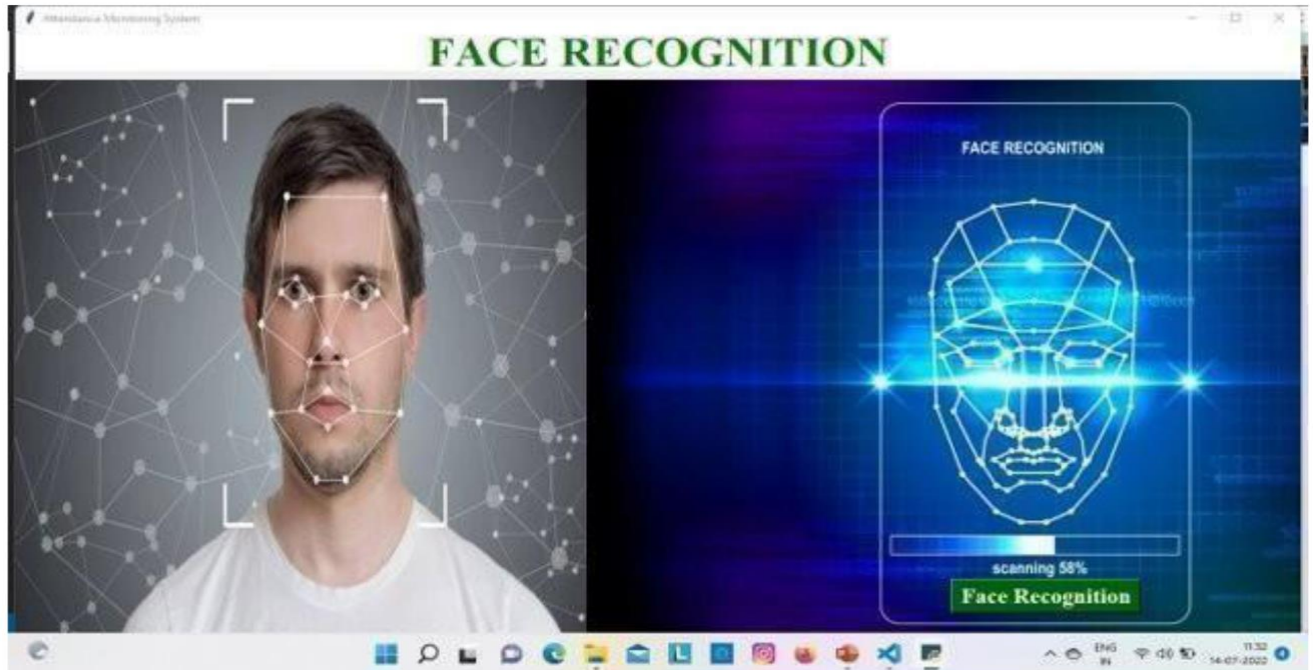 Attendance Monitoring System
FACE RECOGNITION
FACE RECOGNITION
scanning 58%
Face Recognition
ENG
IN
11:32
14-07-2022